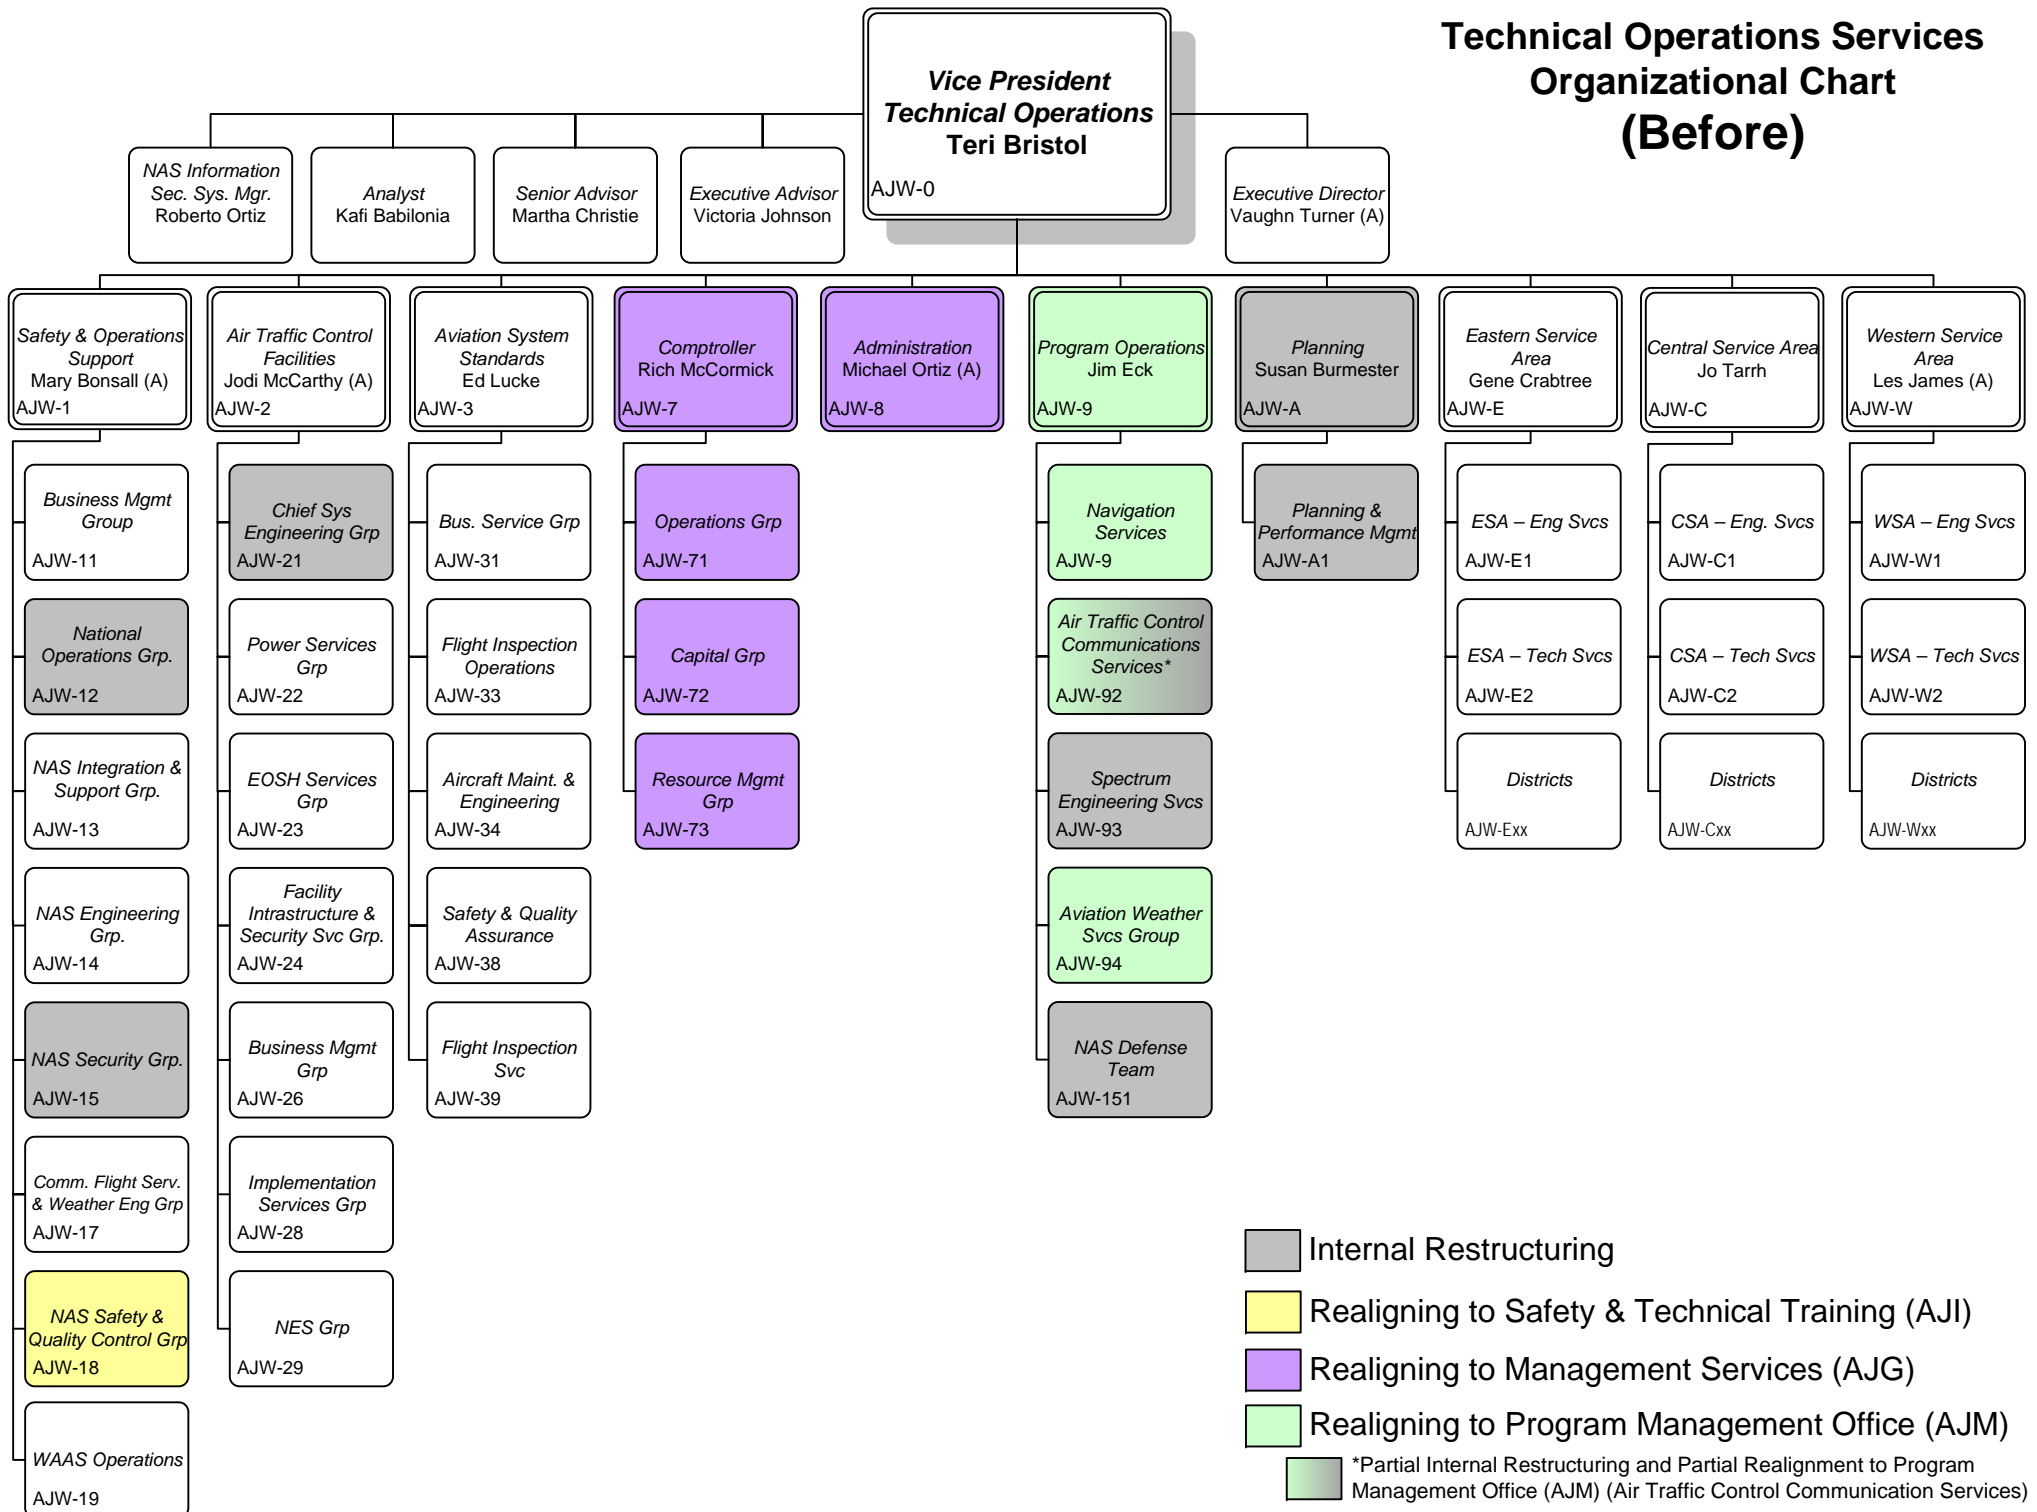 Technical Operations Services
Organizational Chart
(Before)
Vice President
Technical Operations
Teri Bristol
AJW-0
NAS Information
Sec. Sys. Mgr.
Roberto Ortiz
Analyst
Kafi Babilonia
Senior Advisor
Martha Christie
Executive Advisor
Victoria Johnson
Executive Director
Vaughn Turner (A)
Safety & Operations
Support
Mary Bonsall (A)
AJW-1
Air Traffic Control
Facilities
Jodi McCarthy (A)
AJW-2
Aviation System
Standards
Ed Lucke
AJW-3
Comptroller
Rich McCormick
AJW-7
Administration
Michael Ortiz (A)
AJW-8
Program Operations
Jim Eck
AJW-9
Planning
Susan Burmester
AJW-A
Eastern Service
Area
Gene Crabtree
AJW-E
Central Service Area
Jo Tarrh
AJW-C
Western Service
Area
Les James (A)
AJW-W
Business Mgmt
Group
AJW-11
National
Operations Grp.
AJW-12
NAS Integration &
Support Grp.
AJW-13
NAS Engineering
Grp.
AJW-14
NAS Security Grp.
AJW-15
Comm. Flight Serv.
& Weather Eng Grp
AJW-17
NAS Safety &
Quality Control Grp
AJW-18
WAAS Operations
AJW-19
Chief Sys
Engineering Grp
AJW-21
Power Services
Grp
AJW-22
EOSH Services
Grp
AJW-23
Facility
Intrastructure &
Security Svc Grp.
AJW-24
Business Mgmt
Grp
AJW-26
Implementation
Services Grp
AJW-28
NES Grp
AJW-29
Bus. Service Grp
AJW-31
Flight Inspection
Operations
AJW-33
Aircraft Maint. &
Engineering
AJW-34
Safety & Quality
Assurance
AJW-38
Flight Inspection
Svc
AJW-39
Operations Grp
AJW-71
Capital Grp
AJW-72
Resource Mgmt
Grp
AJW-73
Navigation
Services
AJW-9
Air Traffic Control
Communications
Services*
AJW-92
Spectrum
Engineering Svcs
AJW-93
Aviation Weather
Svcs Group
AJW-94
NAS Defense
Team
AJW-151
Planning &
Performance Mgmt
AJW-A1
ESA – Eng Svcs
AJW-E1
ESA – Tech Svcs
AJW-E2
Districts
AJW-Exx
CSA – Eng. Svcs
AJW-C1
CSA – Tech Svcs
AJW-C2
Districts
AJW-Cxx
WSA – Eng Svcs
AJW-W1
WSA – Tech Svcs
AJW-W2
Districts
AJW-Wxx
Internal Restructuring
Realigning to Safety & Technical Training (AJI)
Realigning to Management Services (AJG)
Realigning to Program Management Office (AJM)
*Partial Internal Restructuring and Partial Realignment to Program
Management Office (AJM) (Air Traffic Control Communication Services)